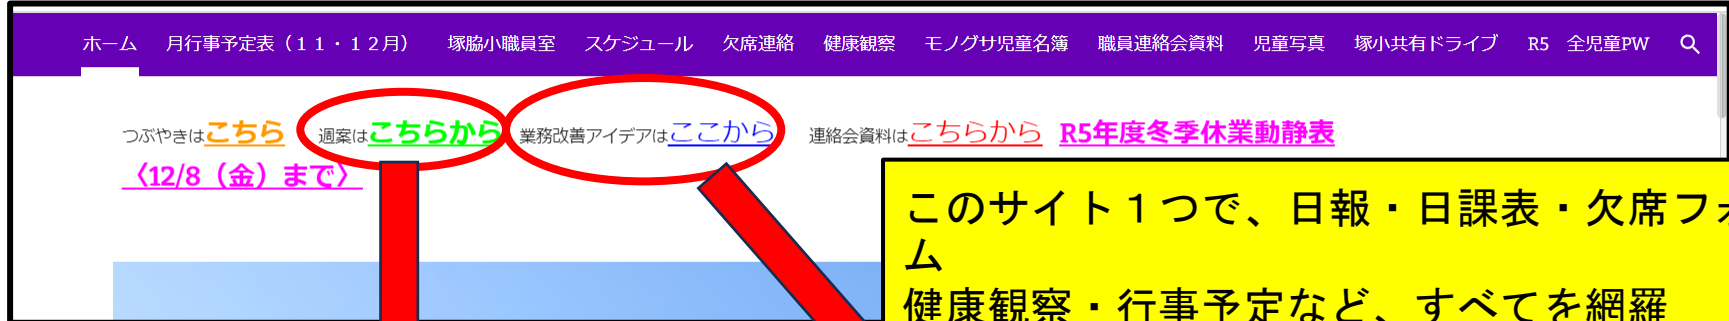 ホーム 月行事予定表（１１・１２月） 塚脇小職員室 スケジュール 欠席連絡 健康観察 モノグサ児童名簿 職員連絡会資料 児童写真 塚小共有ドライブ R5 全児童PW
つぶやきはこちら 週案はこちらから 業務改善アイデアはここから 連絡会資料はこちらから R5年度冬季休業動静表
〈12/8（金）まで〉
このサイト１つで、日報・日課表・欠席フォ
ム
健康観察・行事予定など、すべてを網羅